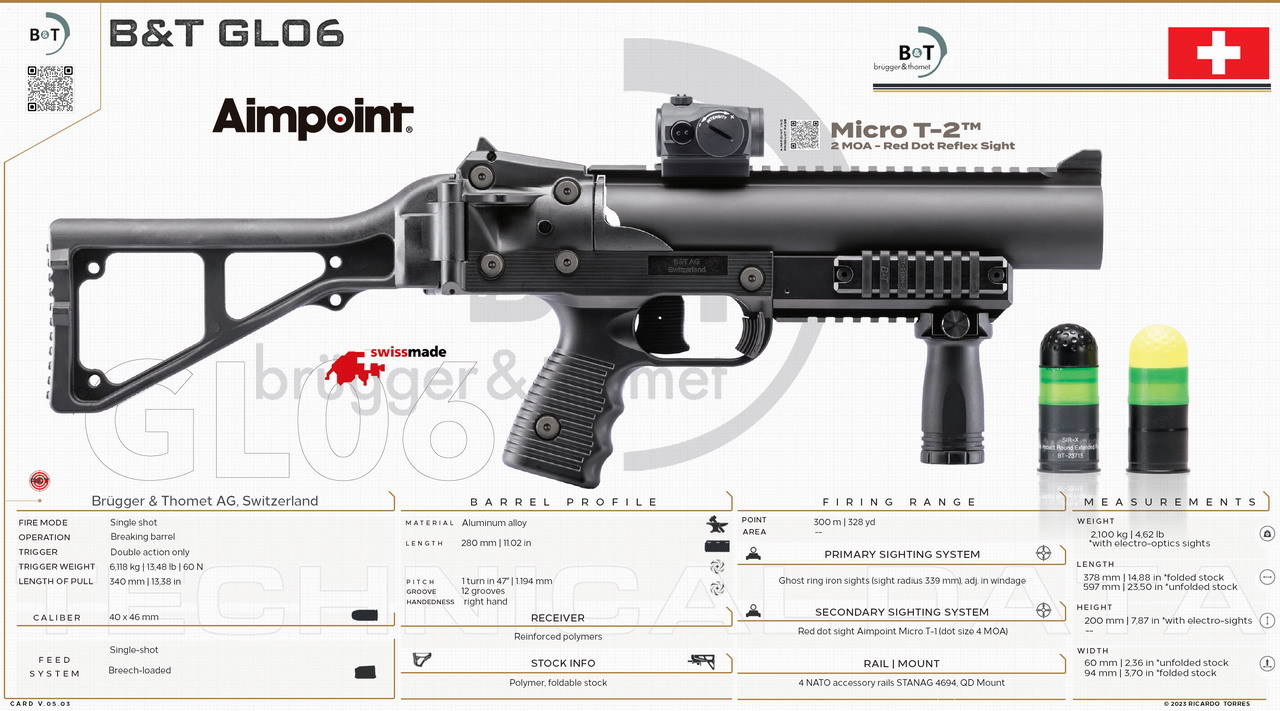 B&T
B&T GL06
B&T
brügger & thomet
Aimpoint®
INTENSITY
Micro T-2™
2 MOA - Red Dot Reflex Sight
B&T AG
Switzerland
swissmade
brügger & thomet
GL06
SIR-X
BT-23715
Brügger & Thomet AG, Switzerland
FIRE MODE Single shot
OPERATION Breaking barrel
TRIGGER Double action only
TRIGGER WEIGHT 6,118 kg | 13,48 lb | 60 N
LENGTH OF PULL 340 mm | 13,38 in
CALIBER 40 x 46 mm
FEED SYSTEM
Single-shot
Breech-loaded
BARREL PROFILE
MATERIAL Aluminum alloy
LENGTH 280 mm | 11.02 in
PITCH 1 turn in 47" | 1.194 mm
GROOVE 12 grooves
HANDEDNESS right hand
RECEIVER
Reinforced polymers
STOCK INFO
Polymer, foldable stock
FIRING RANGE
POINT 300 m | 328 yd
AREA --
PRIMARY SIGHTING SYSTEM
Ghost ring iron sights (sight radius 339 mm), adj. in windage
SECONDARY SIGHTING SYSTEM
Red dot sight Aimpoint Micro T-1 (dot size 4 MOA)
RAIL | MOUNT
4 NATO accessory rails STANAG 4694, QD Mount
MEASUREMENTS
WEIGHT
2,100 kg | 4,62 lb
*with electro-optics sights
LENGTH
378 mm | 14,88 in *folded stock
597 mm | 23,50 in *unfolded stock
HEIGHT
200 mm | 7,87 in *with electro-sights
--
WIDTH
60 mm | 2,36 in *unfolded stock
94 mm | 3,70 in *folded stock
TECHNICAL DATA
CARD V.05.03
© 2023 RICARDO TORRES